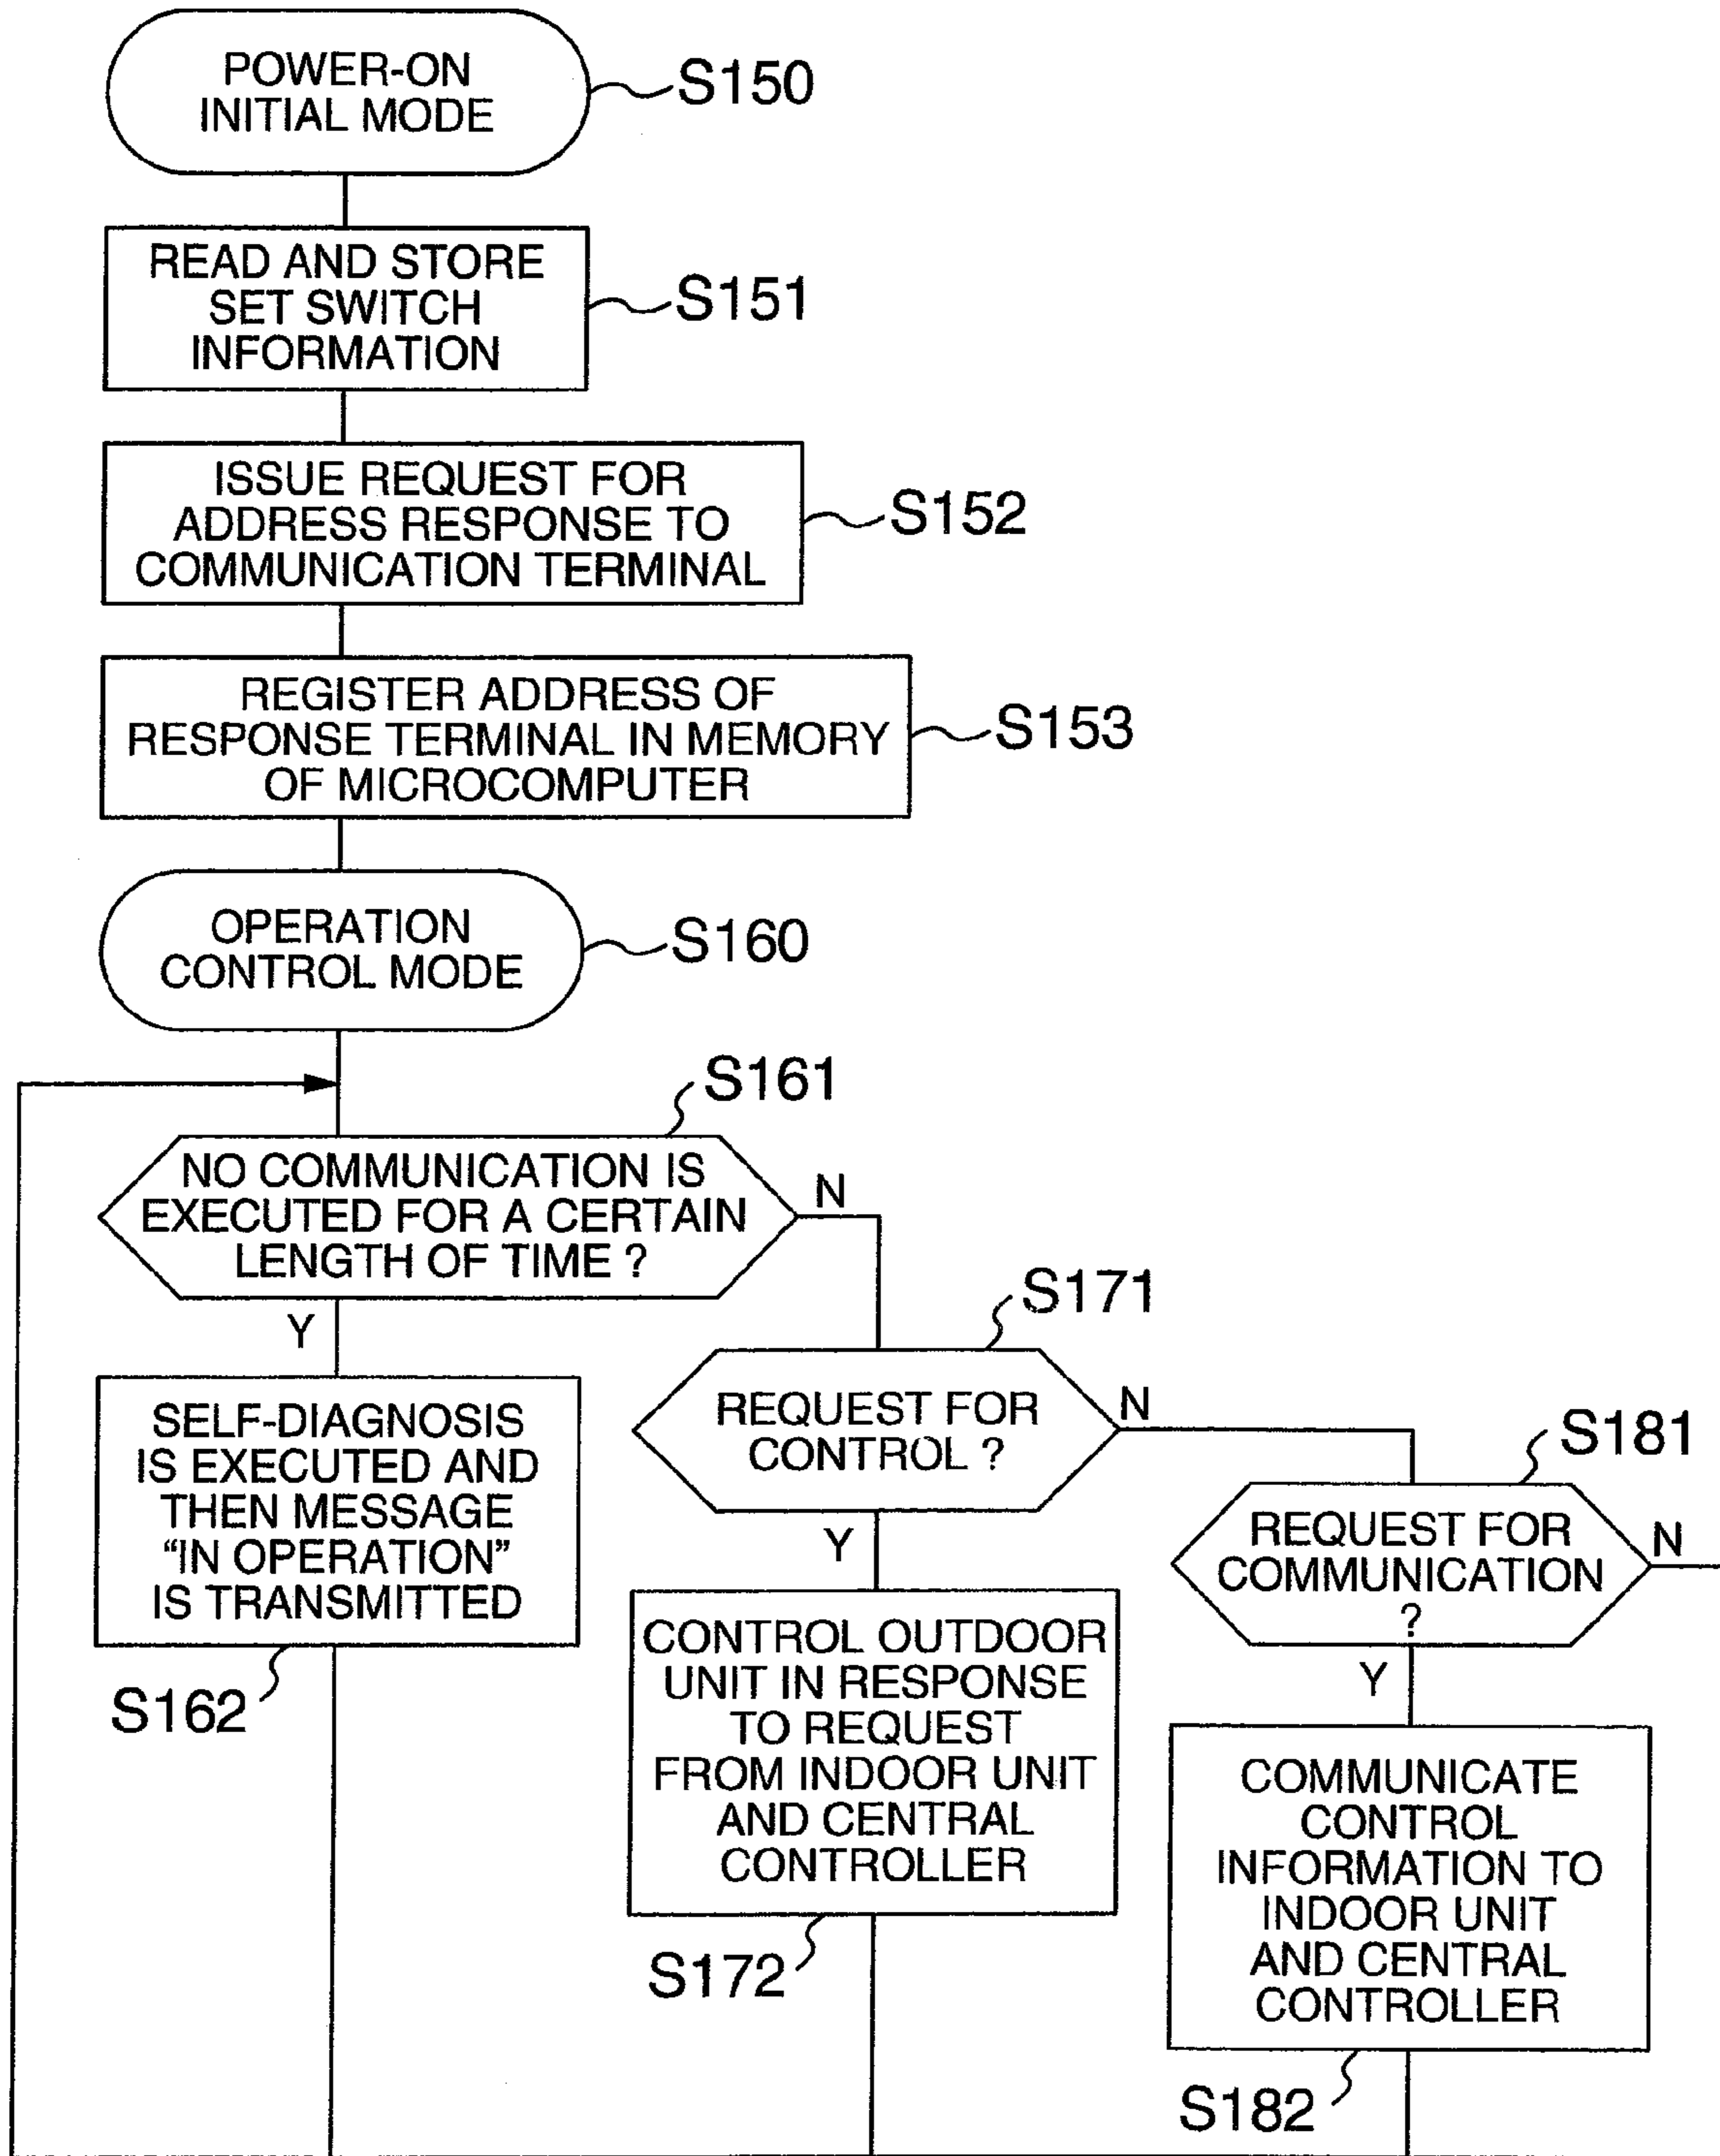 POWER-ON
INITIAL MODE
S150
READ AND STORE
SET SWITCH
INFORMATION
S151
ISSUE REQUEST FOR
ADDRESS RESPONSE TO
COMMUNICATION TERMINAL
S152
REGISTER ADDRESS OF
RESPONSE TERMINAL IN MEMORY
OF MICROCOMPUTER
S153
OPERATION
CONTROL MODE
S160
S161
NO COMMUNICATION IS
EXECUTED FOR A CERTAIN
LENGTH OF TIME ?
N
Y
S171
REQUEST FOR
CONTROL ?
N
Y
S181
REQUEST FOR
COMMUNICATION
?
N
Y
SELF-DIAGNOSIS
IS EXECUTED AND
THEN MESSAGE
“IN OPERATION”
IS TRANSMITTED
S162
CONTROL OUTDOOR
UNIT IN RESPONSE
TO REQUEST
FROM INDOOR UNIT
AND CENTRAL
CONTROLLER
S172
COMMUNICATE
CONTROL
INFORMATION TO
INDOOR UNIT
AND CENTRAL
CONTROLLER
S182